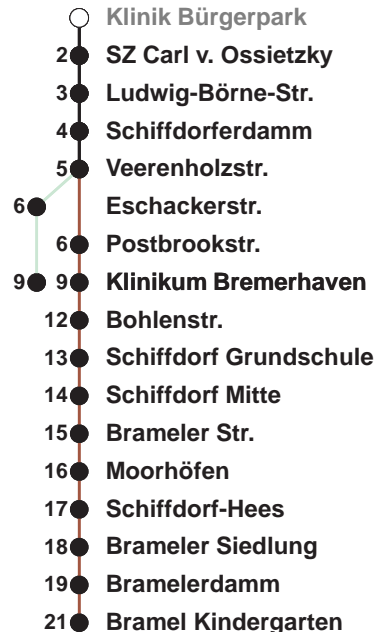 Klinik Bürgerpark
2 SZ Carl v. Ossietzky
3 Ludwig-Börne-Str.
4 Schiffdorferdamm
5 Veerenholzstr.
6 Eschackerstr.
6 Postbrookstr.
9 9 Klinikum Bremerhaven
12 Bohlenstr.
13 Schiffdorf Grundschule
14 Schiffdorf Mitte
15 Brameler Str.
16 Moorhöfen
17 Schiffdorf-Hees
18 Brameler Siedlung
19 Bramelerdamm
21 Bramel Kindergarten